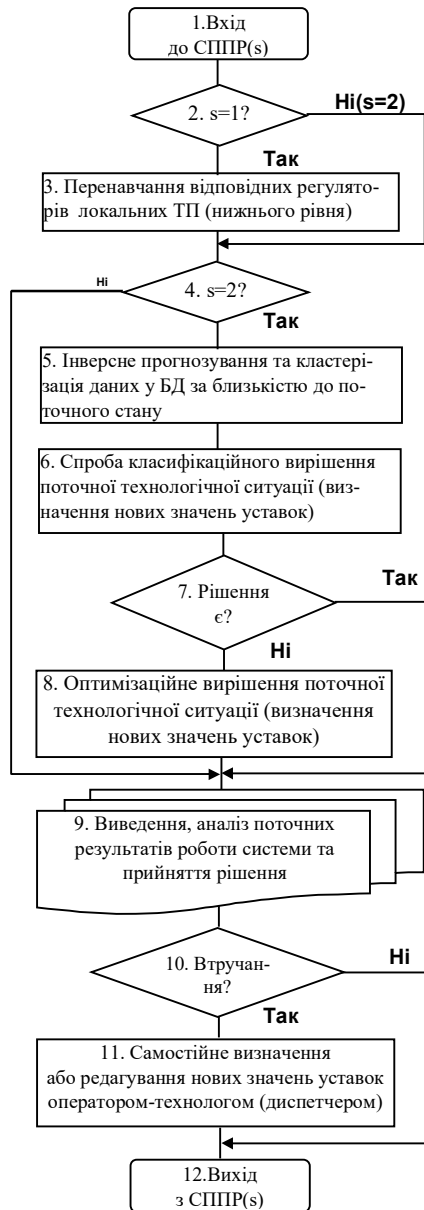 1.Вхід
до СППР(s)
2. s=1?
Ні(s=2)
Так
3. Перенавчання відповідних регулято-
рів локальних ТП (нижнього рівня)
Ні
4. s=2?
Так
5. Інверсне прогнозування та кластері-
зація даних у БД за близькістю до по-
точного стану
6. Спроба класифікаційного вирішення
поточної технологічної ситуації (виз-
начення нових значень уставок)
7. Рішення
є?
Так
Ні
8. Оптимізаційне вирішення поточної
технологічної ситуації (визначення
нових значень уставок)
9. Виведення, аналіз поточних
результатів роботи системи та
прийняття рішення
10. Втручан-
ня?
Ні
Так
11. Самостійне визначення
або редагування нових значень уставок
оператором-технологом (диспетчером)
12.Вихід
з СППР(s)